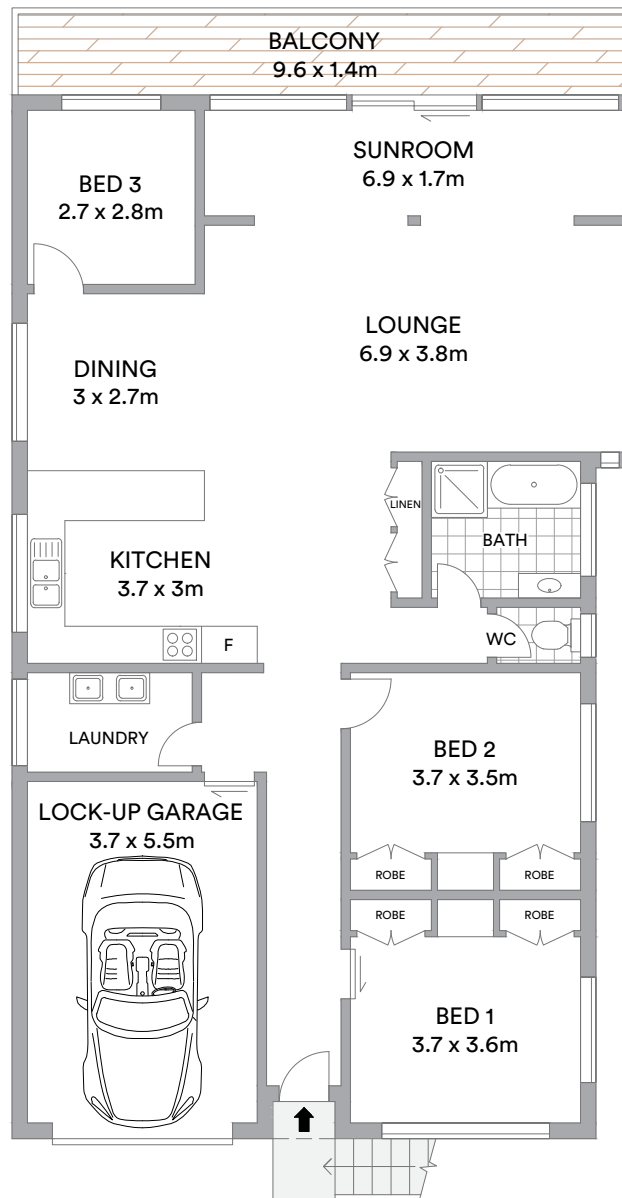 BALCONY
9.6 x 1.4m
SUNROOM
6.9 x 1.7m
BED 3
2.7 x 2.8m
LOUNGE
6.9 x 3.8m
DINING
3 x 2.7m
LINEN
BATH
KITCHEN
3.7 x 3m
WC
F
LAUNDRY
BED 2
3.7 x 3.5m
LOCK-UP GARAGE
3.7 x 5.5m
ROBE
ROBE
ROBE
ROBE
BED 1
3.7 x 3.6m